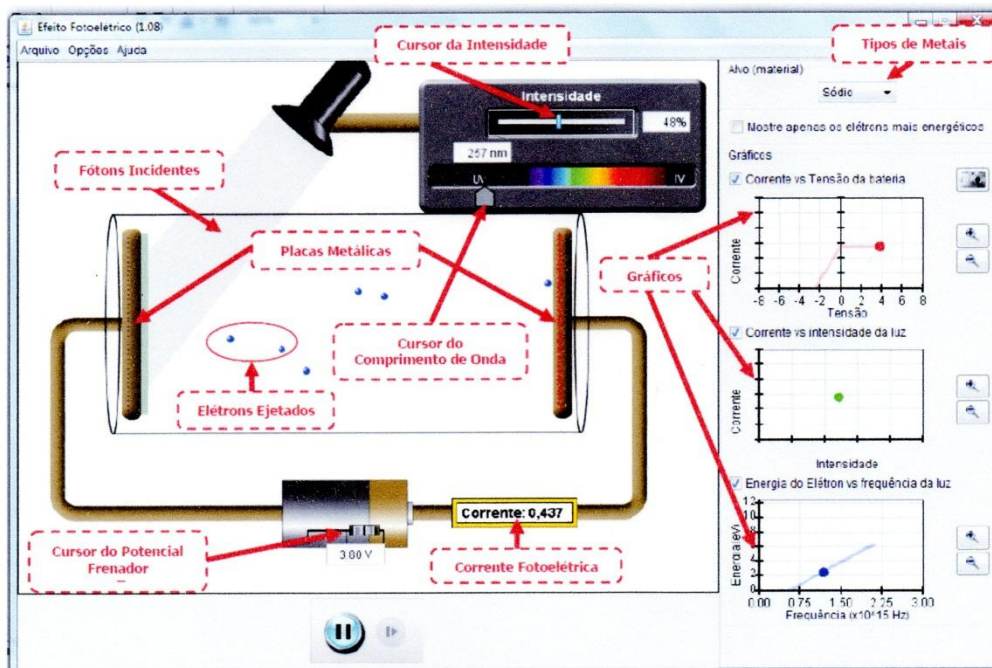 Efeito Fotoelétrico (1.08)
Arquivo Opções Ajuda
Cursor da Intensidade
Tipos de Metais
Alvo (material)
Sódio
Intensidade
48%
Mostre apenas os elétrons mais energéticos
257 nm
UV
IV
Gráficos
Corrente vs Tensão da bateria
Fótons Incidentes
Placas Metálicas
Gráficos
Corrente
-8 -6 -4 -2 0 2 4 6 8
Tensão
Cursor do
Comprimento de Onda
Corrente vs intensidade da luz
Elétrons Ejetados
Corrente
Intensidade
Energia do Elétron vs frequência da luz
Corrente: 0,437
Cursor do Potencial
Frenador
3.80 V
Corrente Fotoelétrica
Energia (eV)
12
10
8
6
4
2
0
0.00 0.75 1.50 2.25 3.00
Frequência (x10^15 Hz)